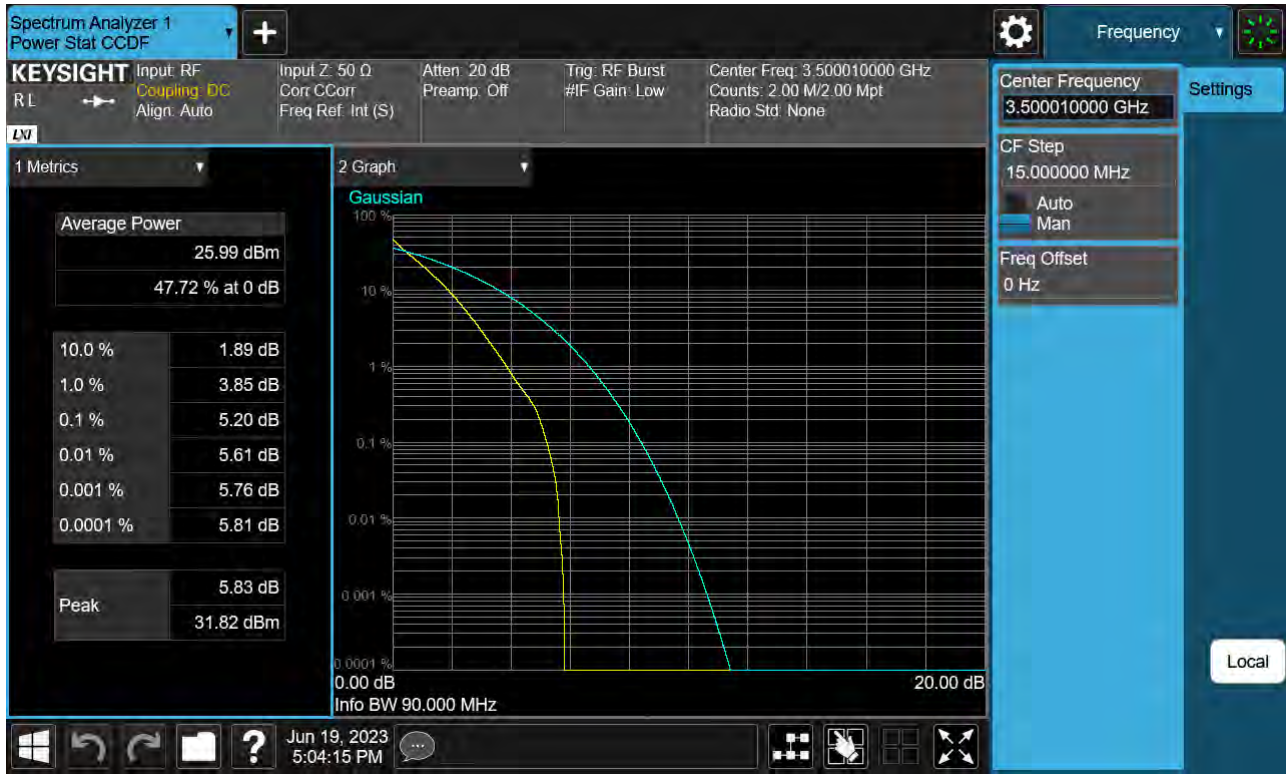 Spectrum Analyzer 1
Power Stat CCDF
Frequency
KEYSIGHT
RL
LXI
Input: RF
Coupling: DC
Align: Auto
Input Z: 50 Ω
Corr CCorr
Freq Ref: Int (S)
Atten: 20 dB
Preamp: Off
Trig: RF Burst
#IF Gain: Low
Center Freq: 3.500010000 GHz
Counts: 2.00 M/2.00 Mpt
Radio Std: None
Center Frequency
3.500010000 GHz
Settings
CF Step
15.000000 MHz
Auto
Man
Freq Offset
0 Hz
1 Metrics
Average Power
25.99 dBm
47.72 % at 0 dB
10.0 % 1.89 dB
1.0 % 3.85 dB
0.1 % 5.20 dB
0.01 % 5.61 dB
0.001 % 5.76 dB
0.0001 % 5.81 dB
Peak
5.83 dB
31.82 dBm
2 Graph
Gaussian
100 %
10 %
1 %
0.1 %
0.01 %
0.001 %
0.0001 %
0.00 dB
20.00 dB
Info BW 90.000 MHz
Local
?
Jun 19, 2023
5:04:15 PM